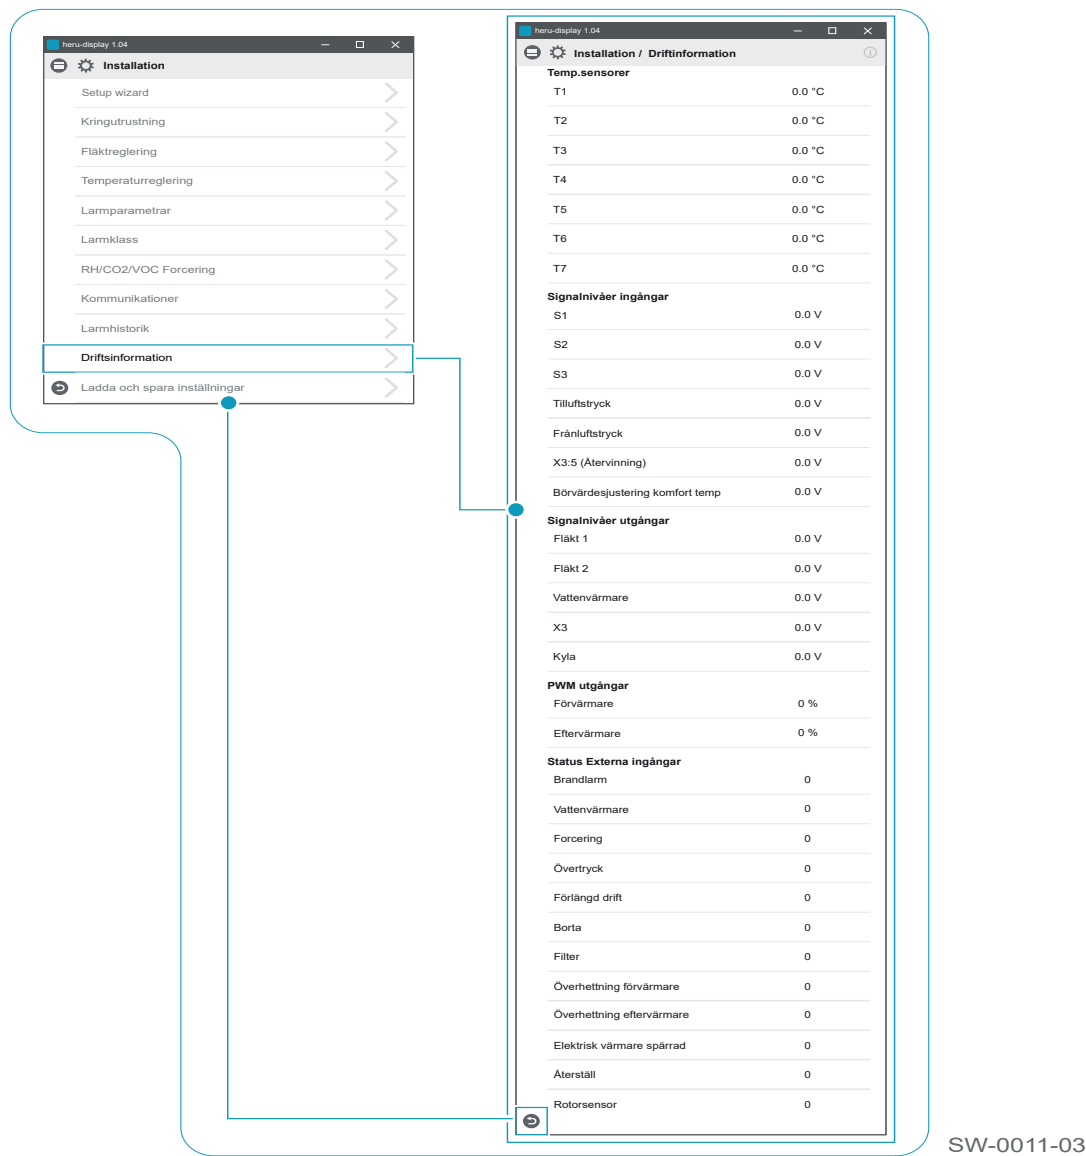 heru-display 1.04
Installation
Setup wizard
Kringutrustning
Fläktreglering
Temperaturreglering
Larmparametrar
Larmklass
RH/CO2/VOC Forcering
Kommunikationer
Larmhistorik
Driftsinformation
Ladda och spara inställningar
heru-display 1.04
Installation / Driftinformation
Temp.sensorer
T1 0.0 °C
T2 0.0 °C
T3 0.0 °C
T4 0.0 °C
T5 0.0 °C
T6 0.0 °C
T7 0.0 °C
Signalnivåer ingångar
S1 0.0 V
S2 0.0 V
S3 0.0 V
Tilluftstryck 0.0 V
Frånluftstryck 0.0 V
X3:5 (Återvinning) 0.0 V
Börvärdesjustering komfort temp 0.0 V
Signalnivåer utgångar
Fläkt 1 0.0 V
Fläkt 2 0.0 V
Vattenvärmare 0.0 V
X3 0.0 V
Kyla 0.0 V
PWM utgångar
Förvärmare 0 %
Eftervärmare 0 %
Status Externa ingångar
Brandlarm 0
Vattenvärmare 0
Forcering 0
Övertryck 0
Förlängd drift 0
Borta 0
Filter 0
Överhettning förvärmare 0
Överhettning eftervärmare 0
Elektrisk värmare spärrad 0
Återställ 0
Rotorsensor 0
SW-0011-03